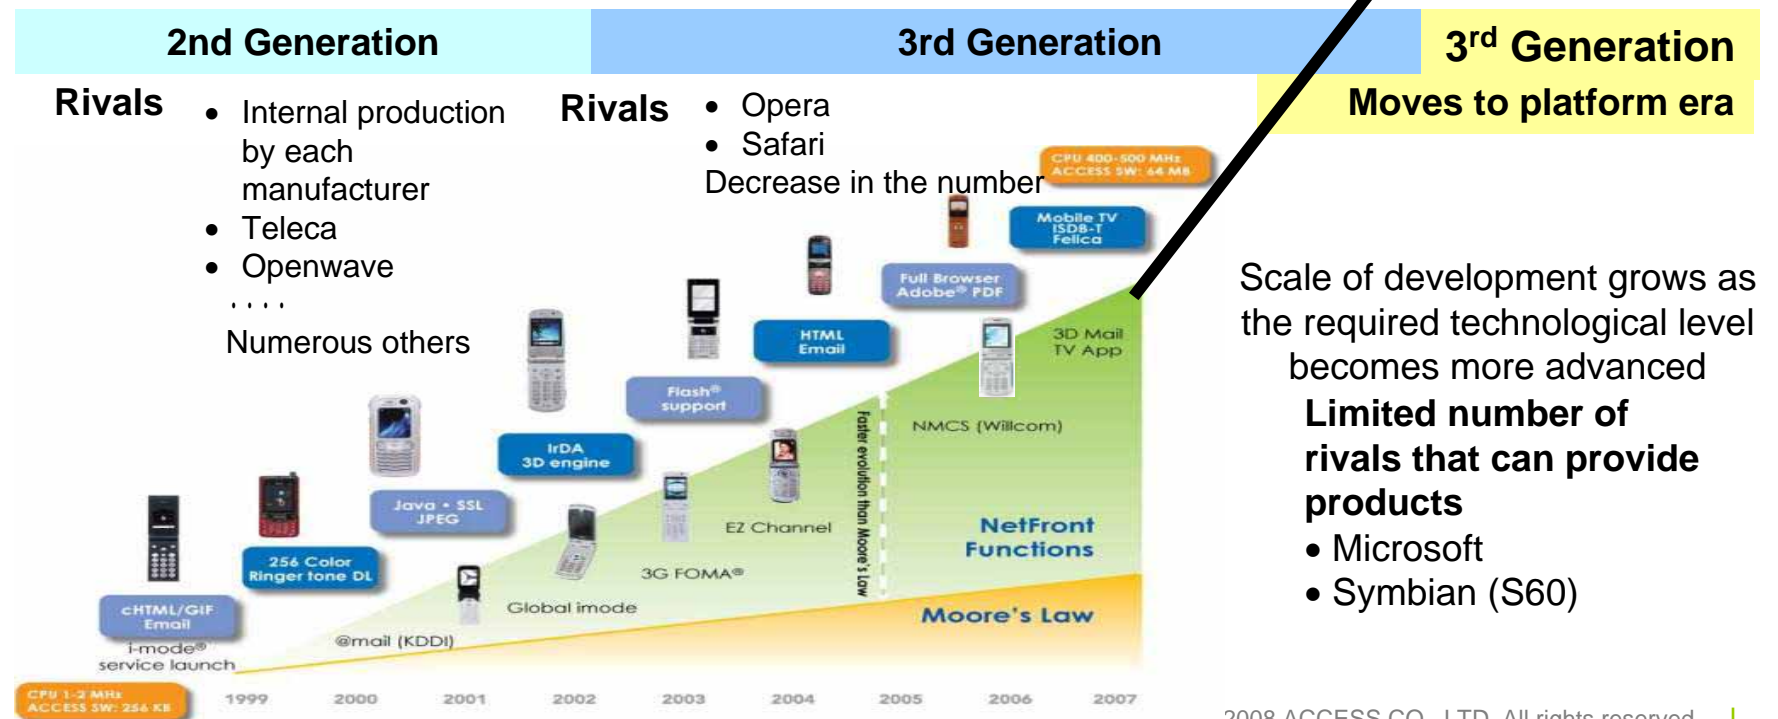 2nd Generation
3rd Generation
3rd Generation
Moves to platform era
Rivals
• Internal production
by each
manufacturer
• Teleca
• Openwave
. . . .
Numerous others
Rivals
• Opera
• Safari
Decrease in the number
CPU 400-500 MHz
ACCESS SW: 64 MB
Mobile TV
ISDB-T
Felica
Full Browser
Adobe® PDF
HTML
Email
3D Mail
TV App
Flash®
support
NMCS (Willcom)
IrDA
3D engine
Faster evolution than Moore's Law
Java • SSL
JPEG
EZ Channel
NetFront
Functions
256 Color
Ringer tone DL
3G FOMA®
Global imode
Moore's Law
cHTML/GIF
Email
@mail (KDDI)
i-mode®
service launch
CPU 1-2 MHz
ACCESS SW: 256 KB
1999
2000
2001
2002
2003
2004
2005
2006
2007
Scale of development grows as
the required technological level
becomes more advanced
Limited number of
rivals that can provide
products
• Microsoft
• Symbian (S60)
2008 ACCESS CO., LTD. All rights reserved.